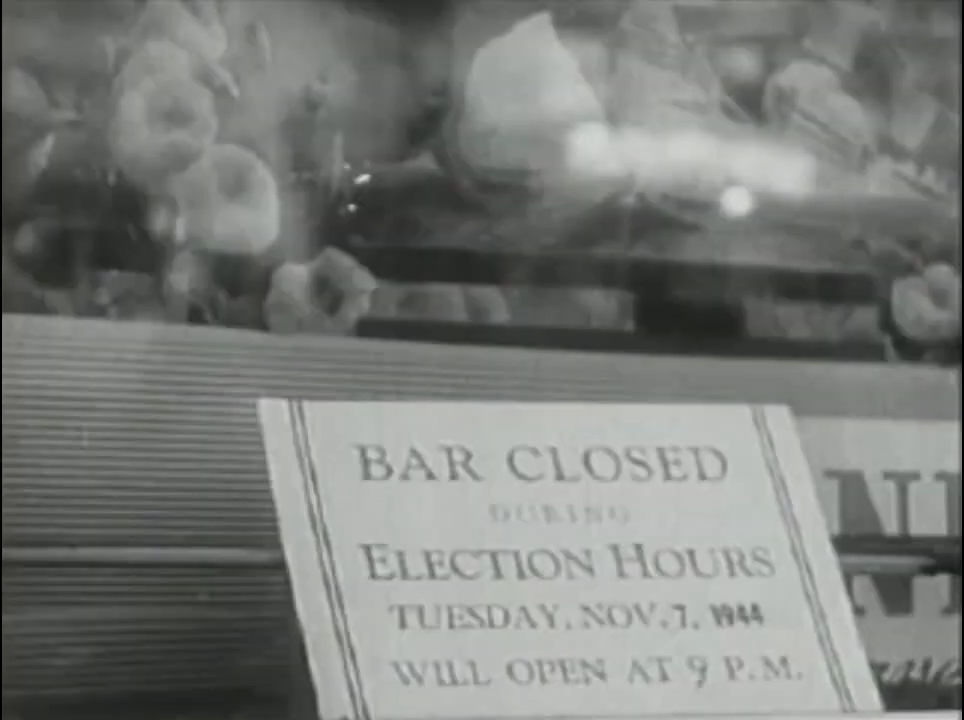 BAR CLOSED
DURING
ELECTION HOURS
TUESDAY, NOV. 7, 1944
WILL OPEN AT 9 P.M.